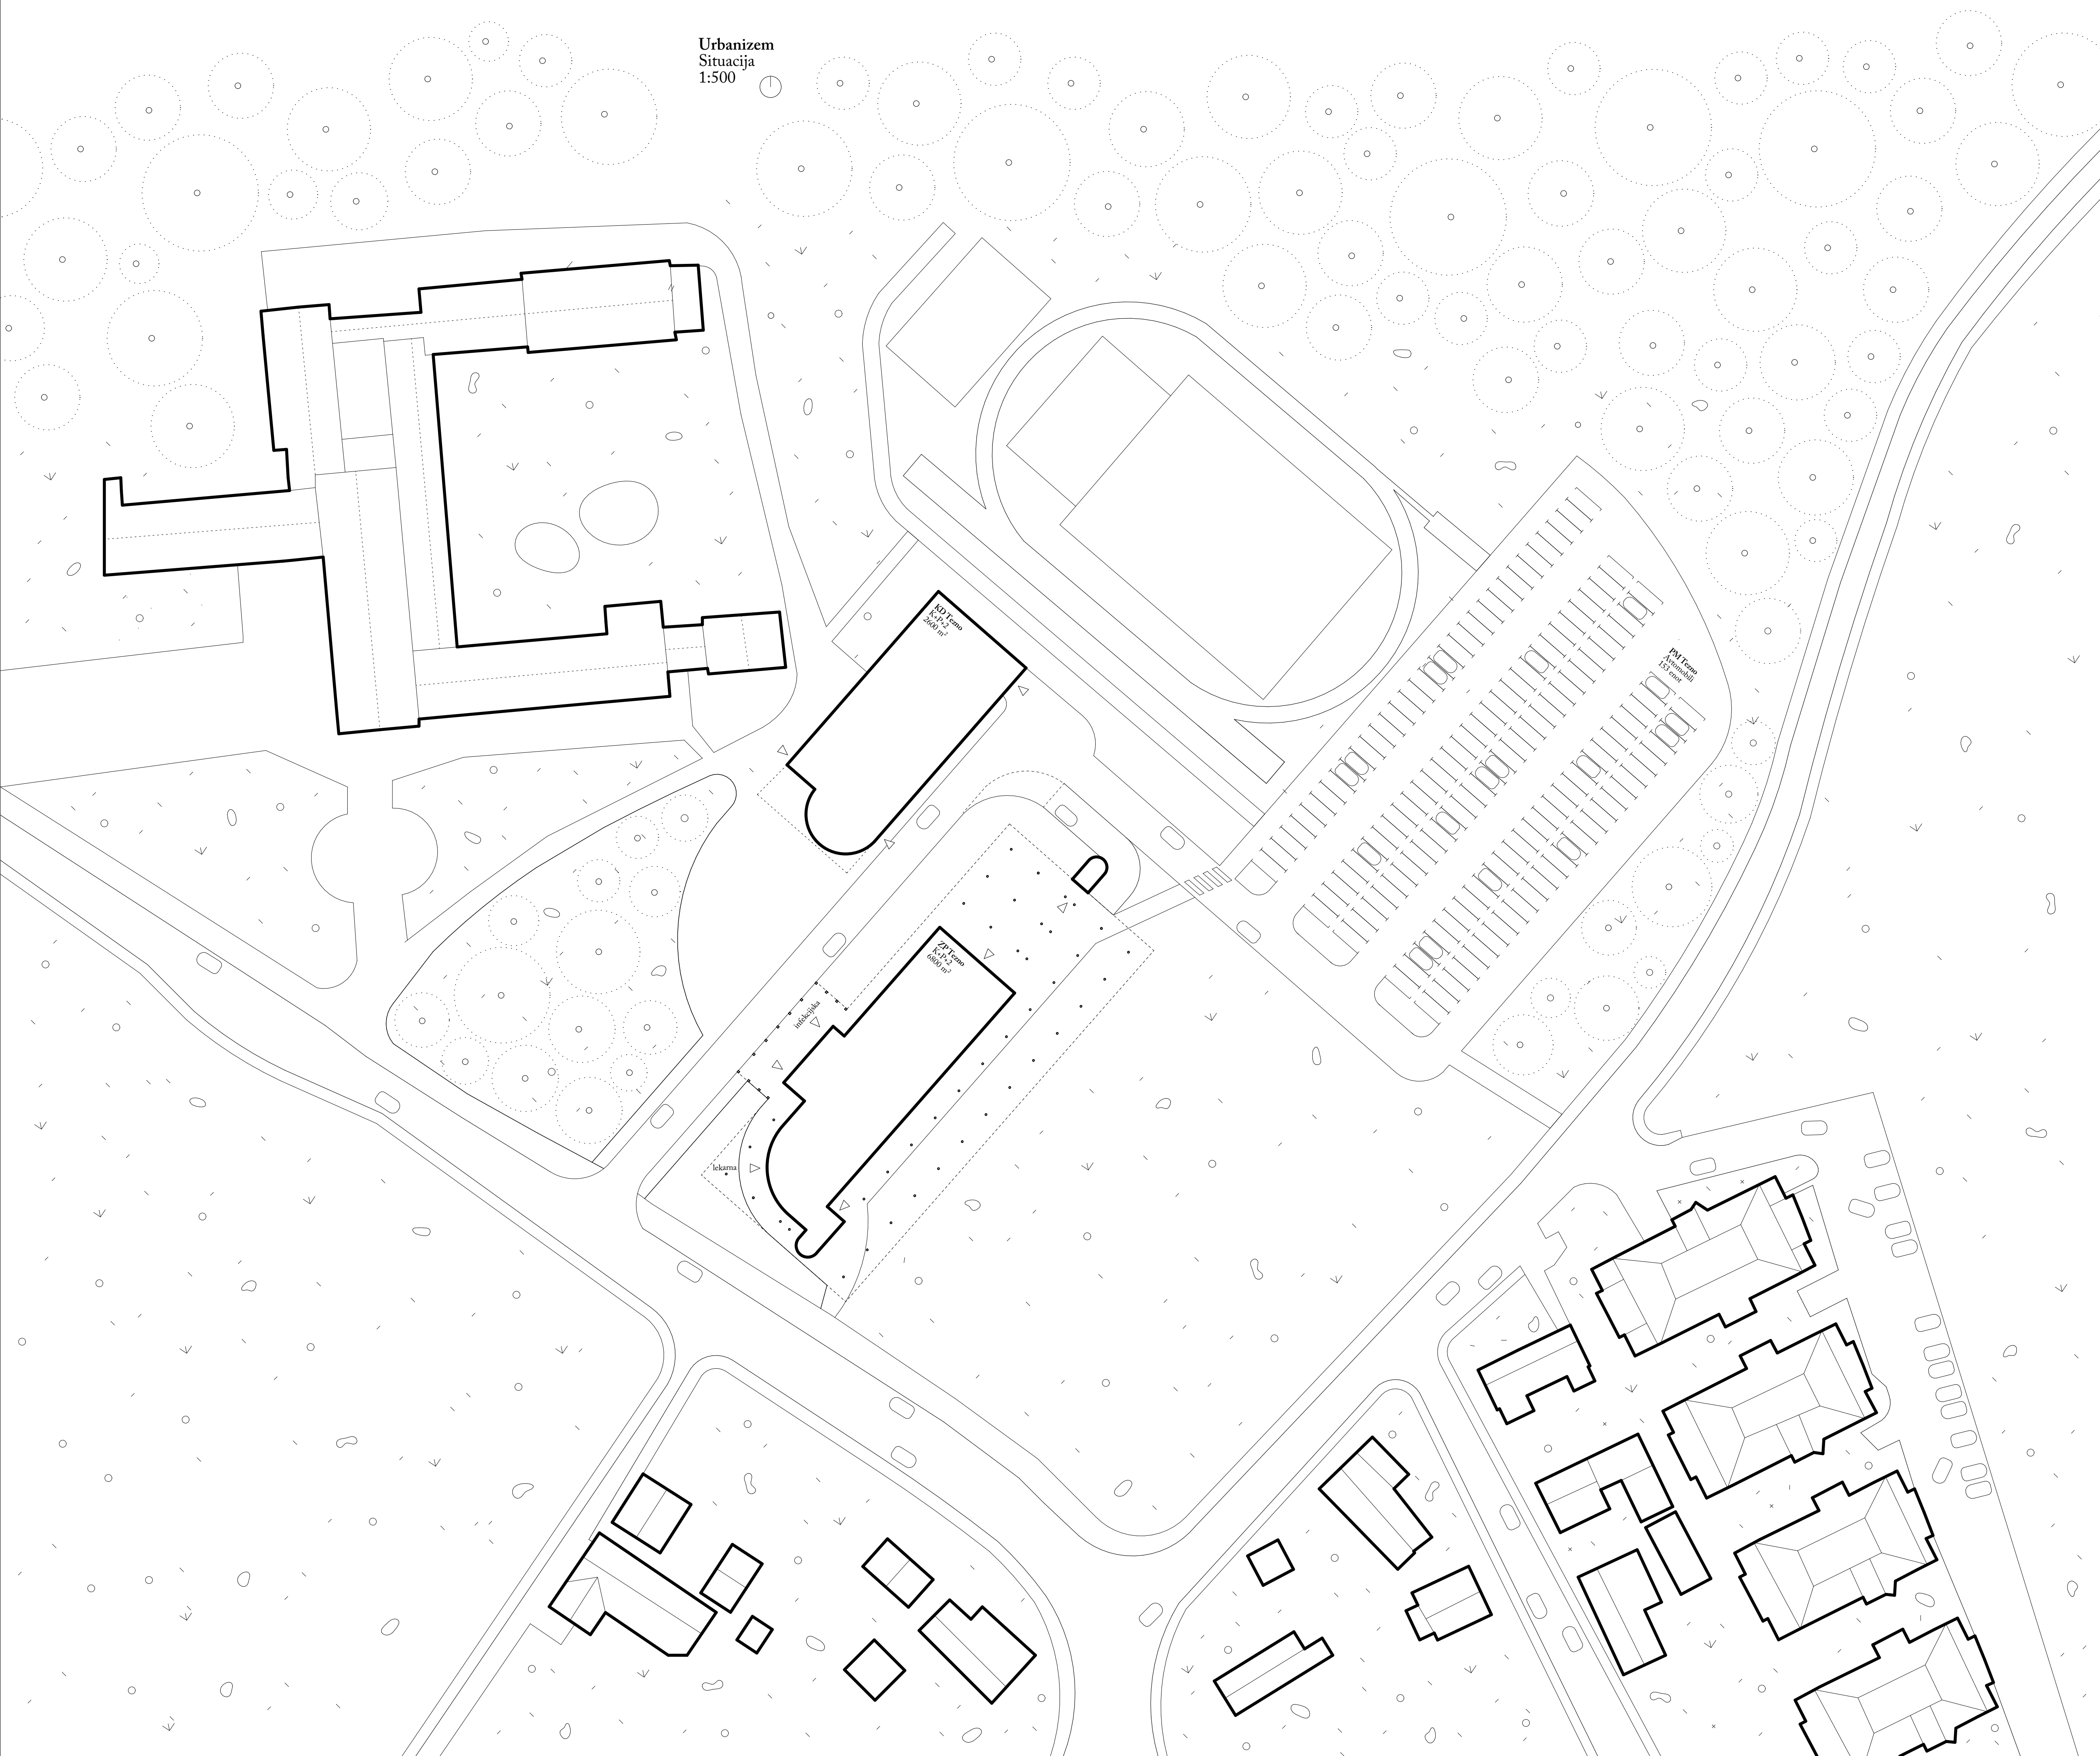 Urbanizem
Situacija
1:500
KD Tezno
K+P+2
2600 m²
PM Tezno
Avtomobili
153 enot
ZP Tezno
K+P+2
6800 m²
infekcijska
lekarna